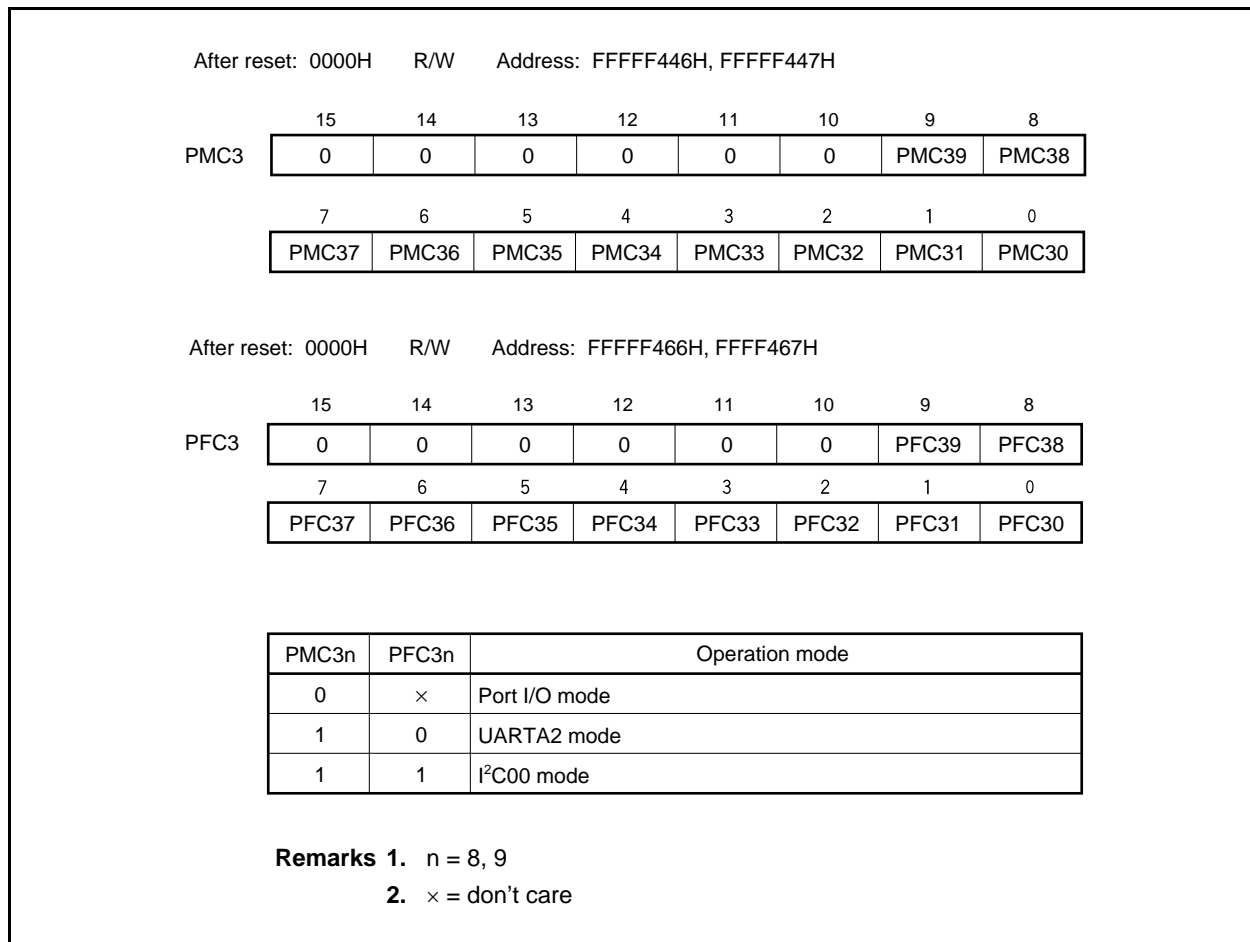 After reset: 0000H R/W Address: FFFFF446H, FFFFF447H
15 14 13 12 11 10 9 8
PMC3 0 0 0 0 0 0 PMC39 PMC38
7 6 5 4 3 2 1 0
PMC37 PMC36 PMC35 PMC34 PMC33 PMC32 PMC31 PMC30
After reset: 0000H R/W Address: FFFFF466H, FFFF467H
15 14 13 12 11 10 9 8
PFC3 0 0 0 0 0 0 PFC39 PFC38
7 6 5 4 3 2 1 0
PFC37 PFC36 PFC35 PFC34 PFC33 PFC32 PFC31 PFC30
PMC3n PFC3n Operation mode
0 × Port I/O mode
1 0 UARTA2 mode
1 1 I²C00 mode
Remarks 1. n = 8, 9
2. × = don't care